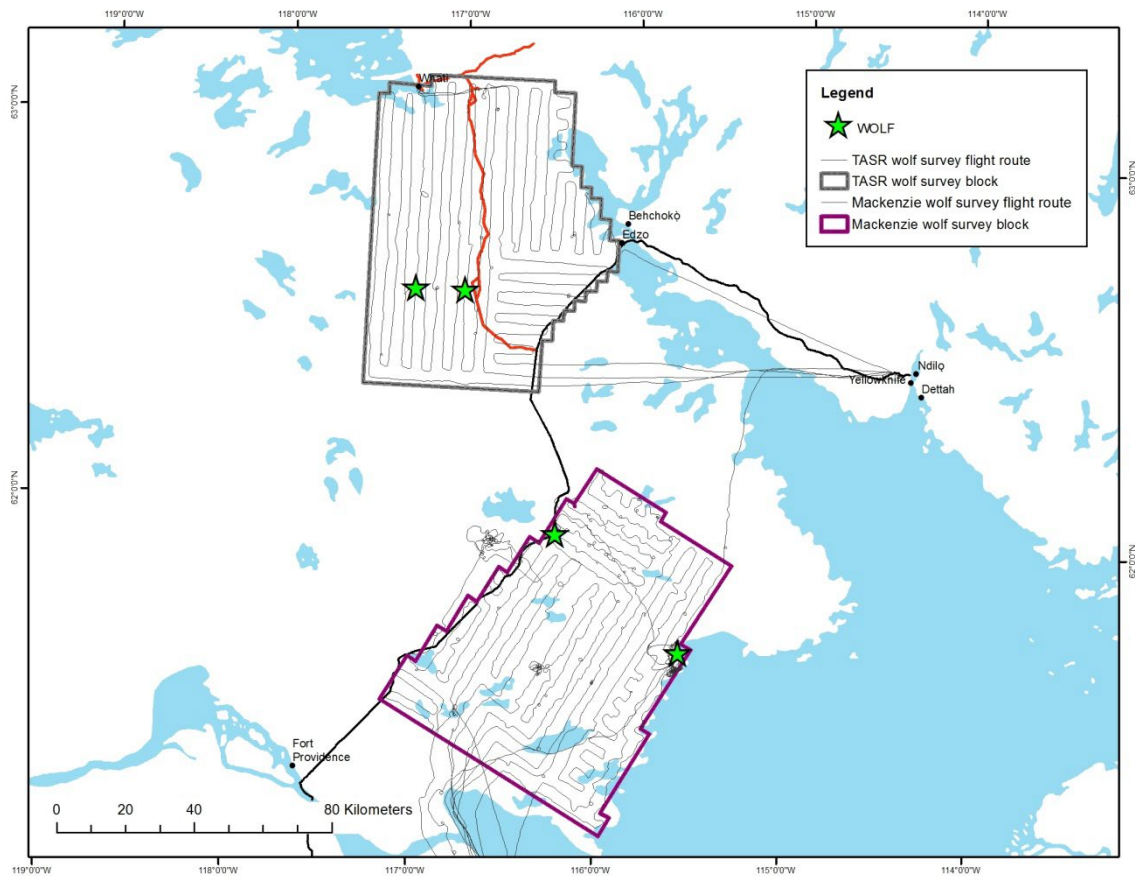 119°0'0"W 118°0'0"W 117°0'0"W 116°0'0"W 115°0'0"W 114°0'0"W
63°0'0"N
Whatì
Legend
WOLF
TASR wolf survey flight route
TASR wolf survey block
Mackenzie wolf survey flight route
Mackenzie wolf survey block
63°0'0"N
Behchokǫ̀
Edzo
Ndilǫ
Yellowknife
Dettah
62°0'0"N
62°0'0"N
Fort
Providence
0 20 40 80 Kilometers
119°0'0"W 118°0'0"W 117°0'0"W 116°0'0"W 115°0'0"W 114°0'0"W